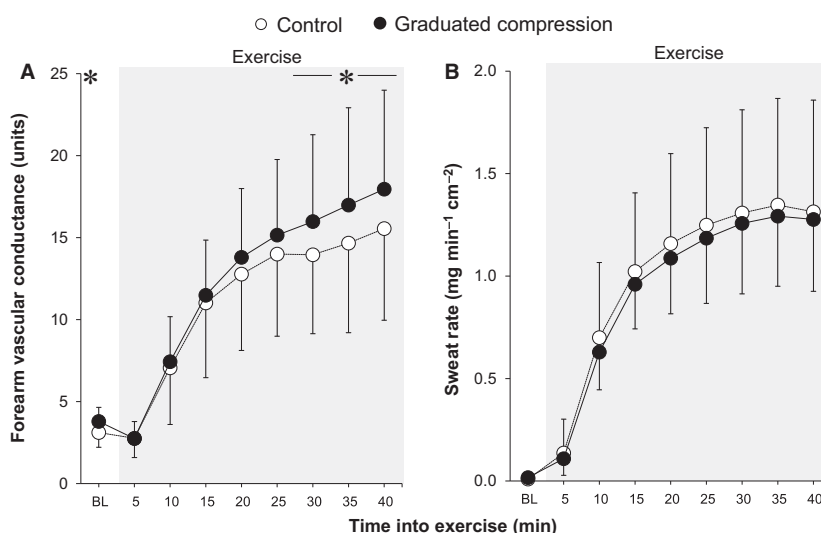 Control Graduated compression
A
Exercise
*
*
Forearm vascular conductance (units)
25
20
15
10
5
0
BL 5 10 15 20 25 30 35 40
B
Exercise
Sweat rate (mg min⁻¹ cm⁻²)
2.0
1.5
1.0
0.5
0.0
BL 5 10 15 20 25 30 35 40
Time into exercise (min)